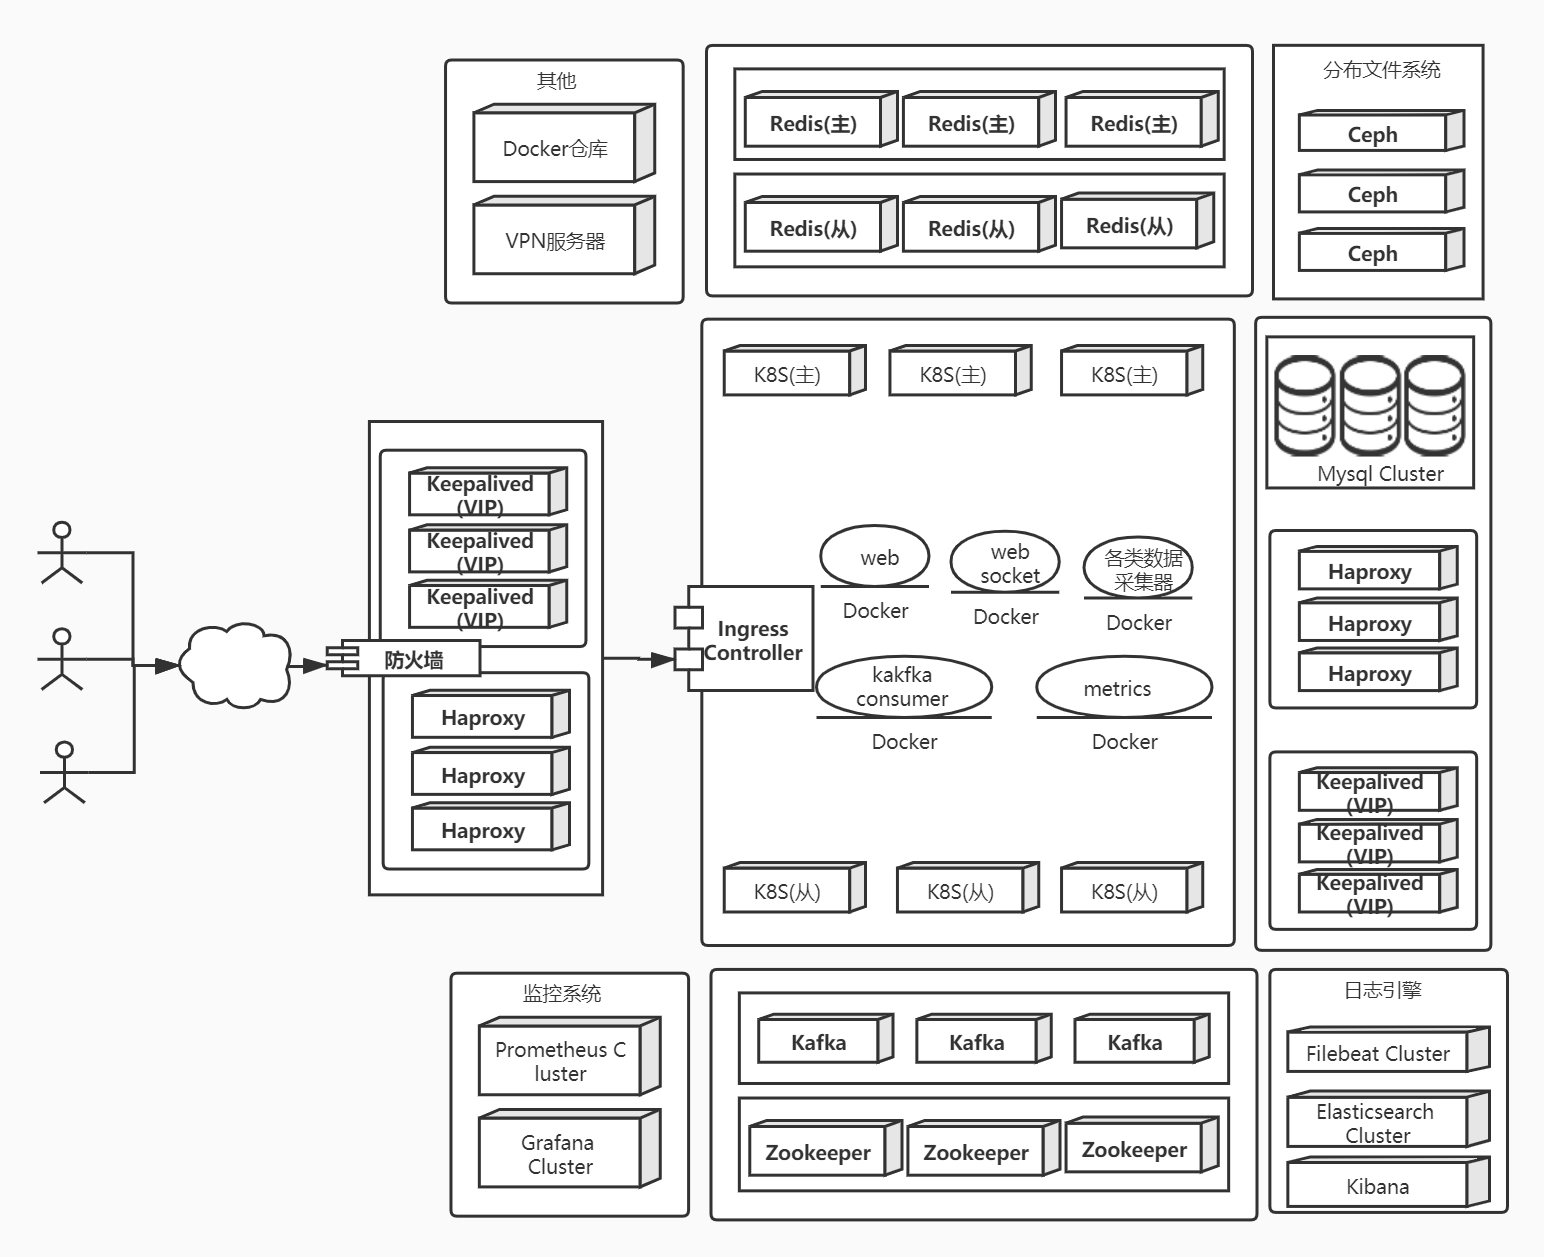 其他
Docker仓库
VPN服务器
Redis(主)
Redis(主)
Redis(主)
Redis(从)
Redis(从)
Redis(从)
分布文件系统
Ceph
Ceph
Ceph
Keepalived
(VIP)
Keepalived
(VIP)
Keepalived
(VIP)
防火墙
Haproxy
Haproxy
Haproxy
K8S(主)
K8S(主)
K8S(主)
Ingress
Controller
web
Docker
web
socket
Docker
各类数据
采集器
Docker
kakfka
consumer
Docker
metrics
Docker
K8S(从)
K8S(从)
K8S(从)
Mysql Cluster
Haproxy
Haproxy
Haproxy
Keepalived
(VIP)
Keepalived
(VIP)
Keepalived
(VIP)
监控系统
Prometheus C
luster
Grafana
Cluster
Kafka
Kafka
Kafka
Zookeeper
Zookeeper
Zookeeper
日志引擎
Filebeat Cluster
Elasticsearch
Cluster
Kibana